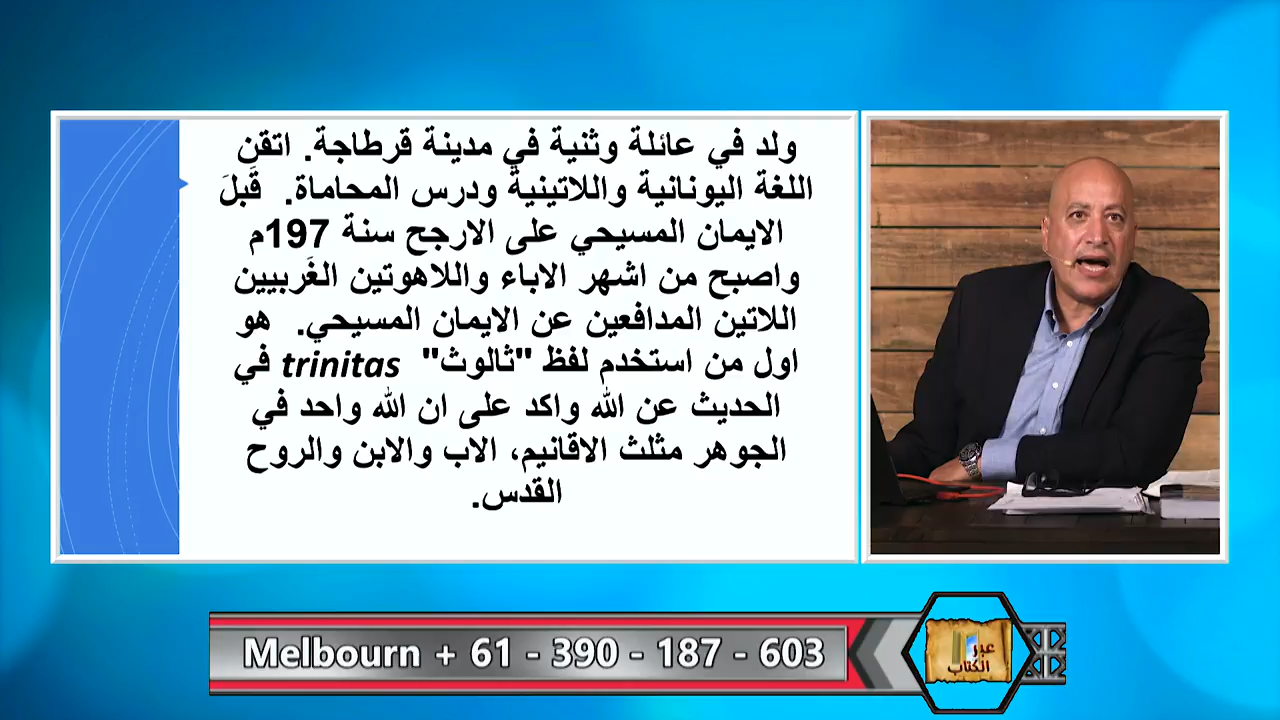 ولد في عائلة وثنية في مدينة قرطاجة. اتقن
اللغة اليونانية واللاتينية ودرس المحاماة. قَبلَ
الايمان المسيحي على الارجح سنة 197م
واصبح من اشهر الاباء واللاهوتين الغَربيين
اللاتين المدافعين عن الايمان المسيحي. هو
اول من استخدم لفظ "ثالوث" trinitas في
الحديث عن الله واكد على ان الله واحد في
الجوهر مثلث الاقانيم، الاب والابن والروح
القدس.
Melbourn + 61 - 390 - 187 - 603
عبر
الكتاب